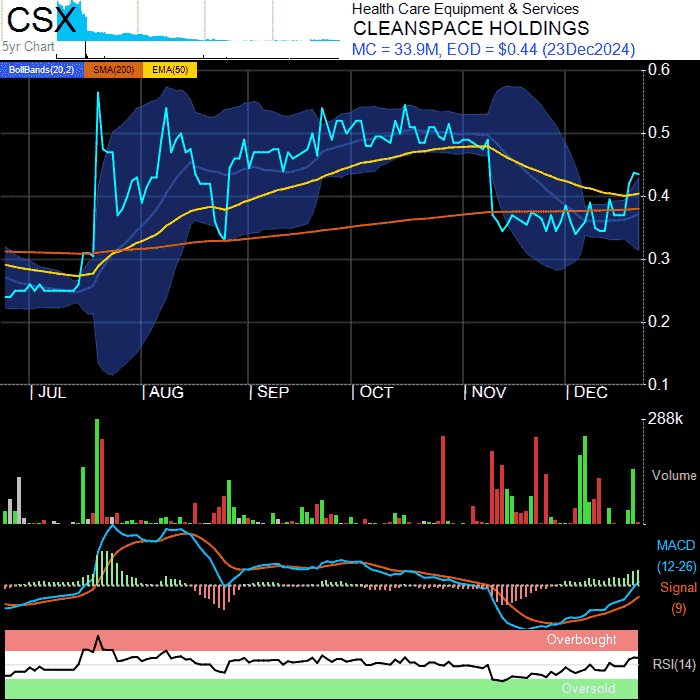 CSX
5yr Chart
Health Care Equipment & Services
CLEANSPACE HOLDINGS
MC = 33.9M, EOD = $0.44 (23Dec2024)
BollBands(20,2) SMA(200) EMA(50)
0.6
0.5
0.4
0.3
0.2
0.1
| JUL | AUG | SEP | OCT | NOV | DEC
288k
Volume
MACD
(12-26)
Signal
(9)
Overbought
RSI(14)
Oversold